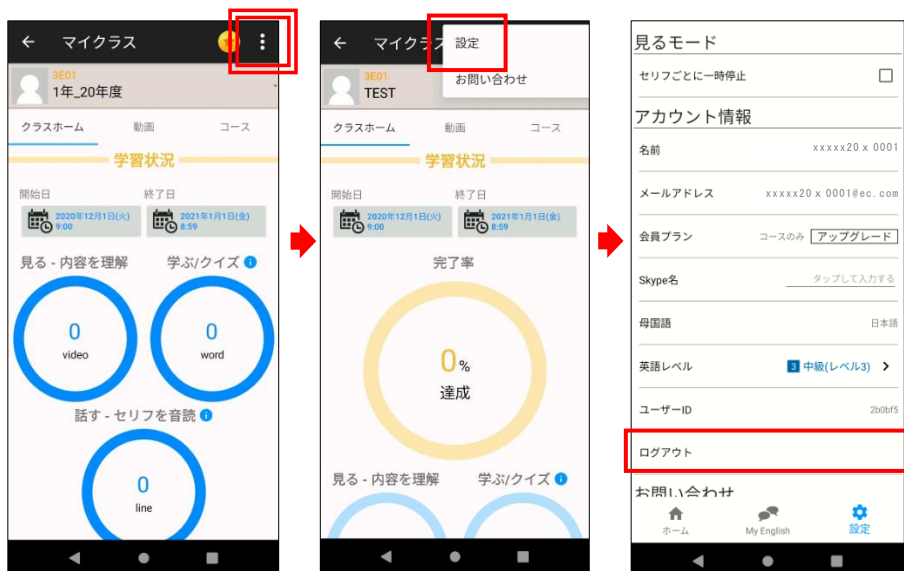 マイクラス
3E01
1年_20年度
クラスホーム 動画 コース
学習状況
開始日 終了日
2020年12月1日(火) 2021年1月1日(金)
9:00 8:59
見る - 内容を理解 学ぶ/クイズ
0 0
video word
話す - セリフを音読
0
line
マイクラス
設定
お問い合わせ
3E01
TEST
クラスホーム 動画 コース
学習状況
開始日 終了日
2020年12月1日(火) 2021年1月1日(金)
9:00 8:59
完了率
0%
達成
見る - 内容を理解 学ぶ/クイズ
見るモード
セリフごとに一時停止
アカウント情報
名前 xxxxx20 x 0001
メールアドレス xxxxx20 x 0001@ec. com
会員プラン コースのみ アップグレード
Skype名 タップして入力する
母国語 日本語
英語レベル 3 中級(レベル3)
ユーザーID 2b0bf5
ログアウト
お問い合わせ
ホーム My English 設定